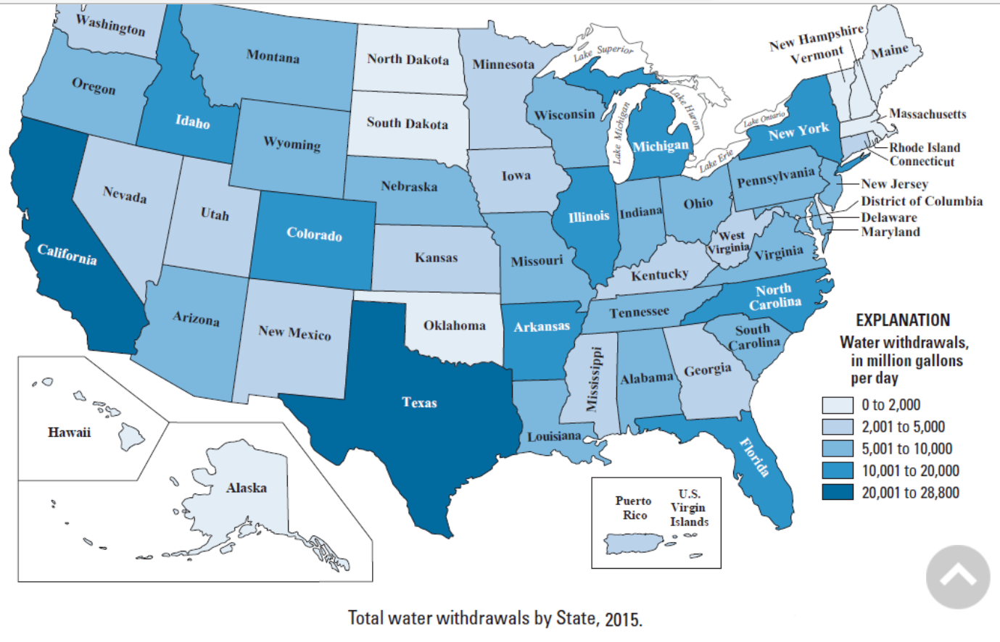 Washington
Montana
North Dakota
Minnesota
Lake Superior
New Hampshire
Vermont
Maine
Oregon
Idaho
South Dakota
Wisconsin
Lake Michigan
Lake Huron
Lake Ontario
Massachusetts
Wyoming
Michigan
New York
Rhode Island
Connecticut
Lake Erie
Nevada
Utah
Nebraska
Iowa
Pennsylvania
New Jersey
District of Columbia
Delaware
Maryland
Illinois
Indiana
Ohio
California
Colorado
Kansas
Missouri
West
Virginia
Virginia
Kentucky
Arizona
New Mexico
Oklahoma
Arkansas
Tennessee
North
Carolina
South
Carolina
Texas
Louisiana
Mississippi
Alabama
Georgia
Florida
Hawaii
Alaska
Puerto
Rico
U.S.
Virgin
Islands
EXPLANATION
Water withdrawals,
in million gallons
per day
0 to 2,000
2,001 to 5,000
5,001 to 10,000
10,001 to 20,000
20,001 to 28,800
Total water withdrawals by State, 2015.